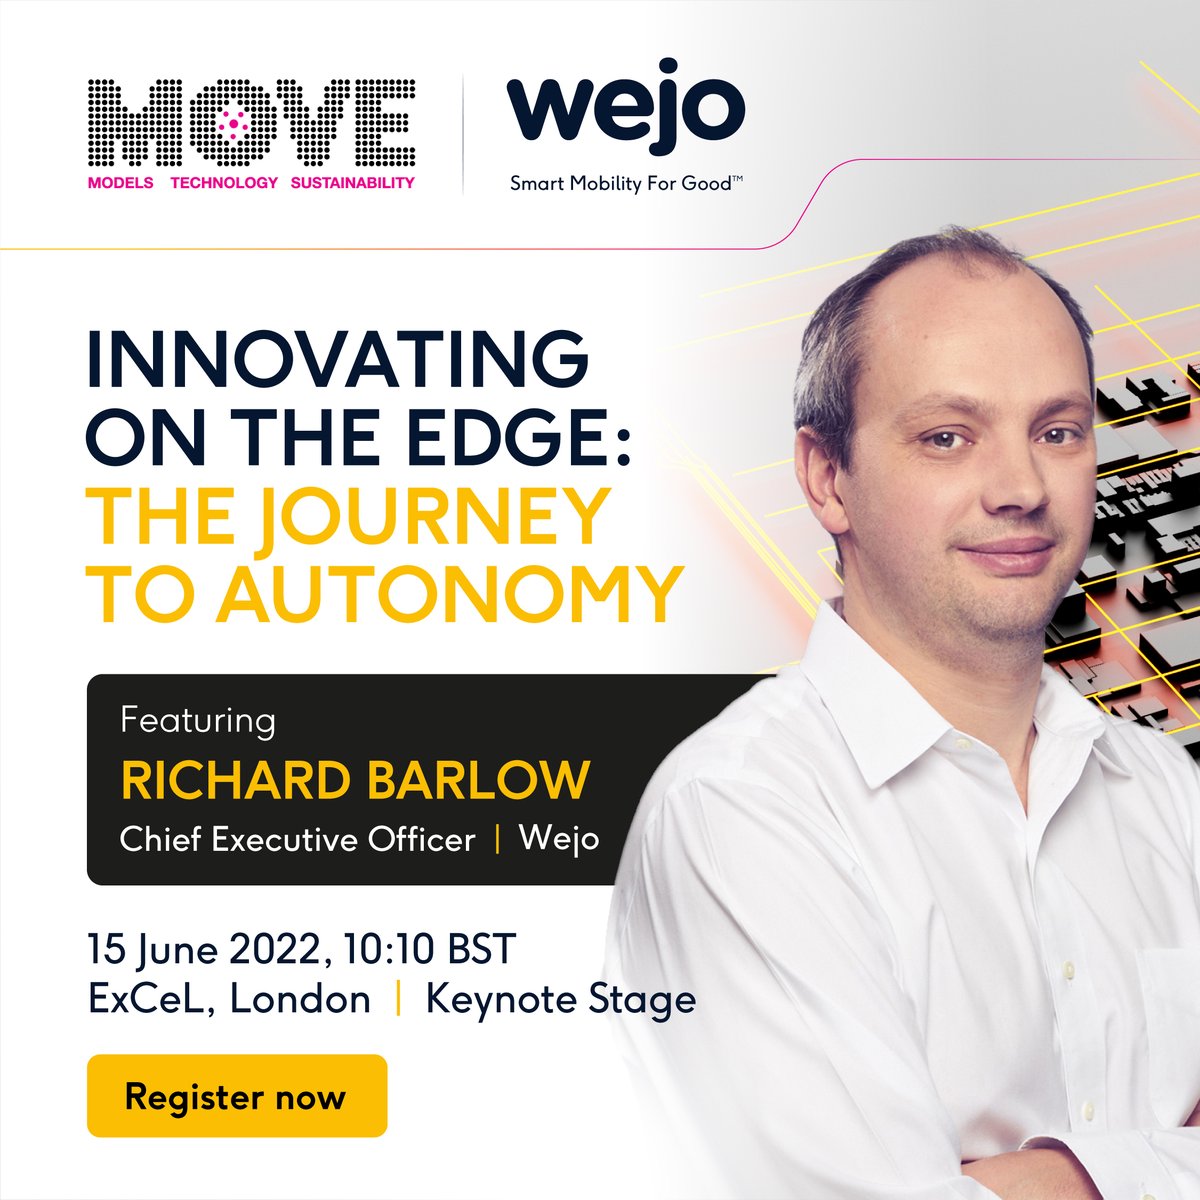 MOVE
MODELS TECHNOLOGY SUSTAINABILITY
wejo
Smart Mobility For Good™
INNOVATING
ON THE EDGE:
THE JOURNEY
TO AUTONOMY
Featuring
RICHARD BARLOW
Chief Executive Officer | Wejo
15 June 2022, 10:10 BST
ExCeL, London | Keynote Stage
Register now